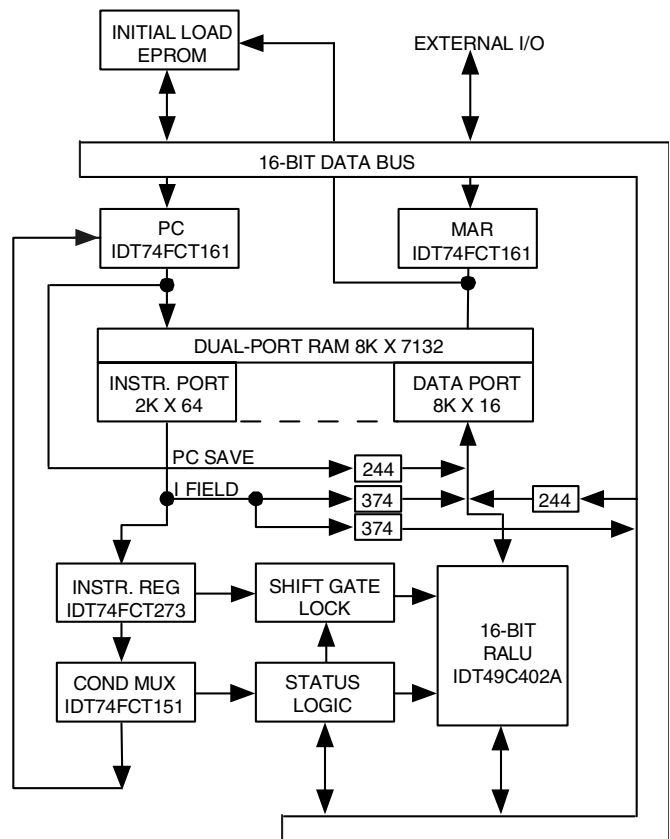 INITIAL LOAD
EPROM
EXTERNAL I/O
16-BIT DATA BUS
PC
IDT74FCT161
MAR
IDT74FCT161
DUAL-PORT RAM 8K X 7132
INSTR. PORT
2K X 64
DATA PORT
8K X 16
PC SAVE
244
I FIELD
374
244
374
INSTR. REG
IDT74FCT273
SHIFT GATE
LOCK
16-BIT
RALU
IDT49C402A
COND MUX
IDT74FCT151
STATUS
LOGIC